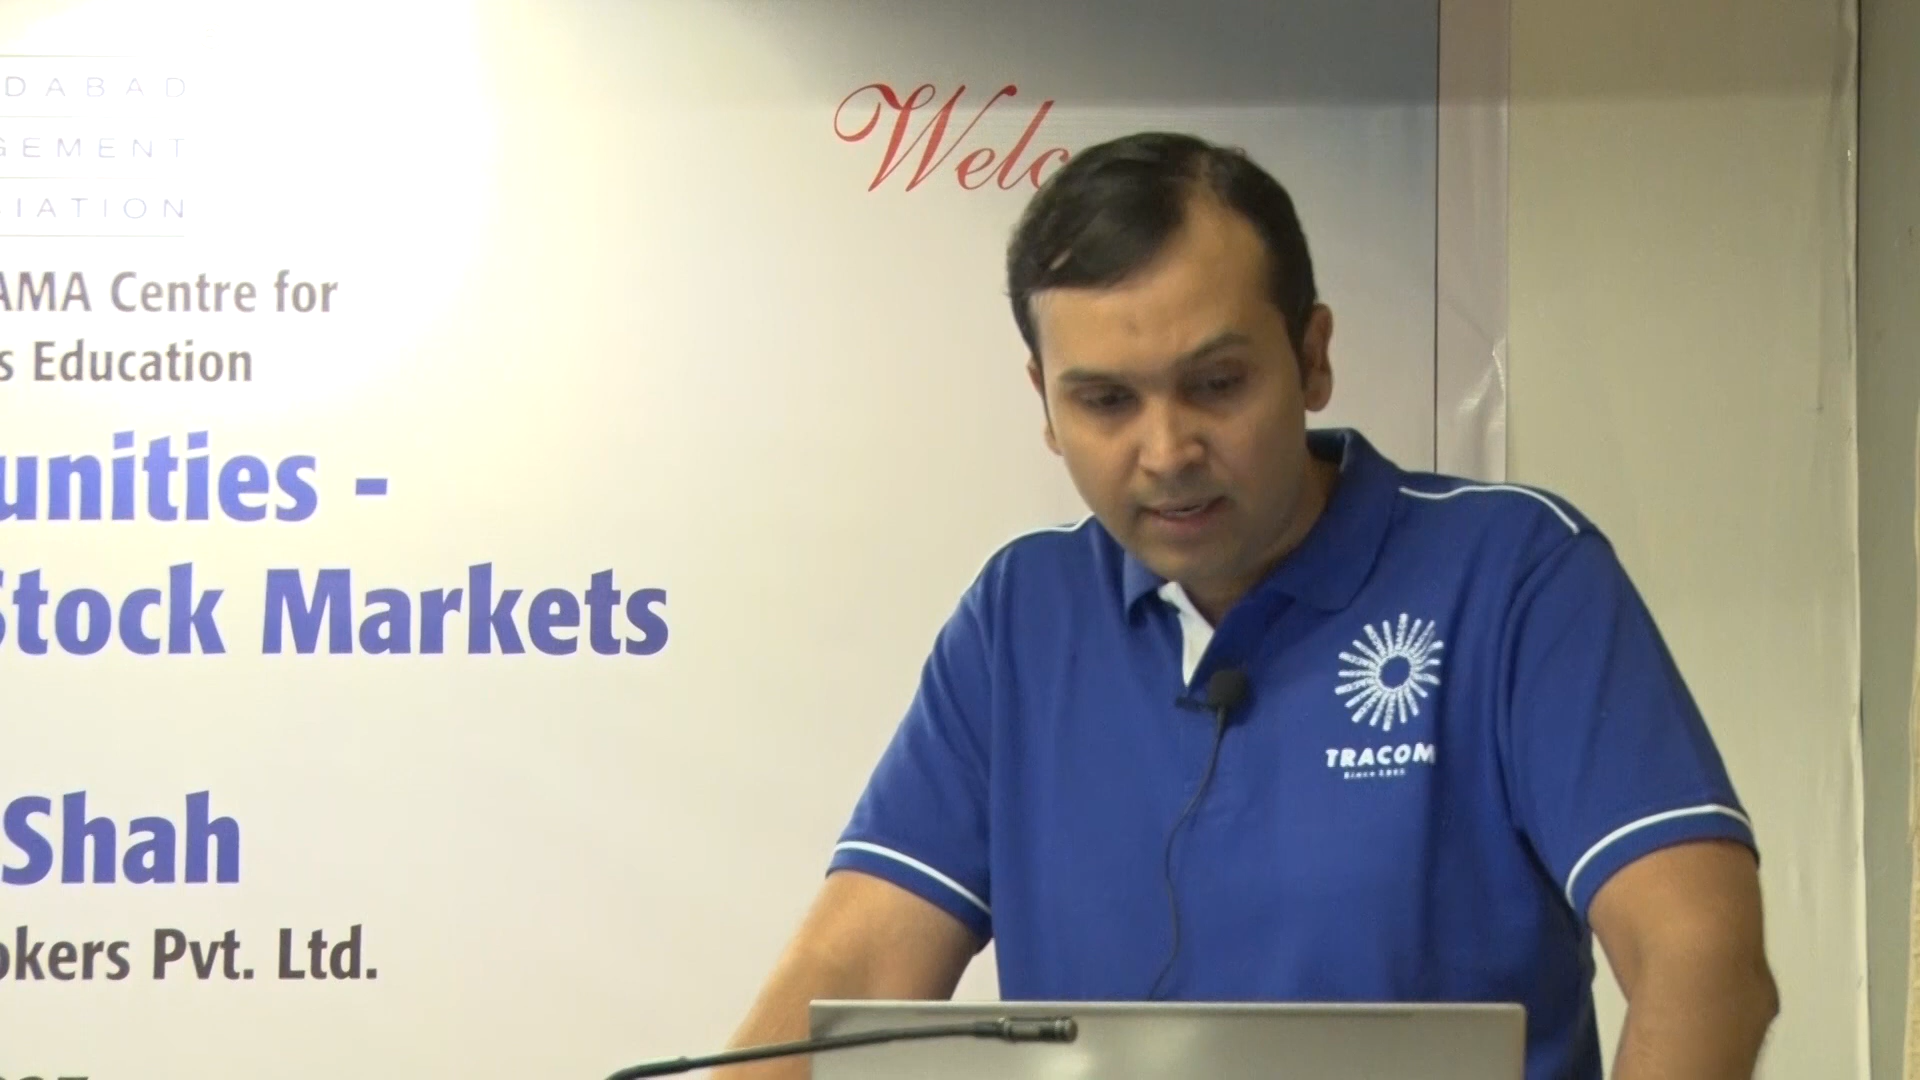 DABAD
GEMENT
IATION
AMA Centre for
s Education
unities -
Stock Markets
Shah
okers Pvt. Ltd.
Welc
TRACOM